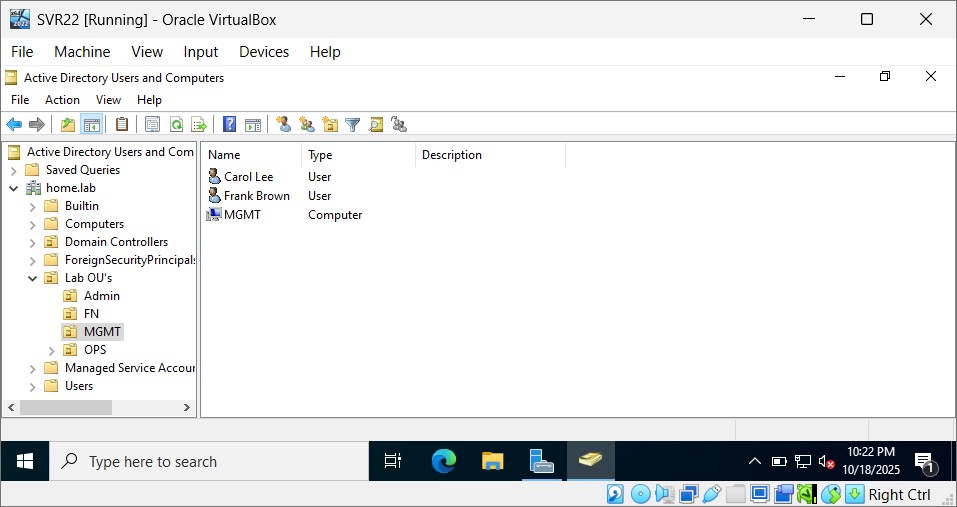 SVR22 [Running] - Oracle VirtualBox
File Machine View Input Devices Help
Active Directory Users and Computers
File Action View Help
Active Directory Users and Com
Saved Queries
home.lab
Builtin
Computers
Domain Controllers
ForeignSecurityPrincipals
Lab OU's
Admin
FN
MGMT
OPS
Managed Service Accour
Users
Name Type Description
Carol Lee User
Frank Brown User
MGMT Computer
Type here to search
10:22 PM
10/18/2025
1
Right Ctrl